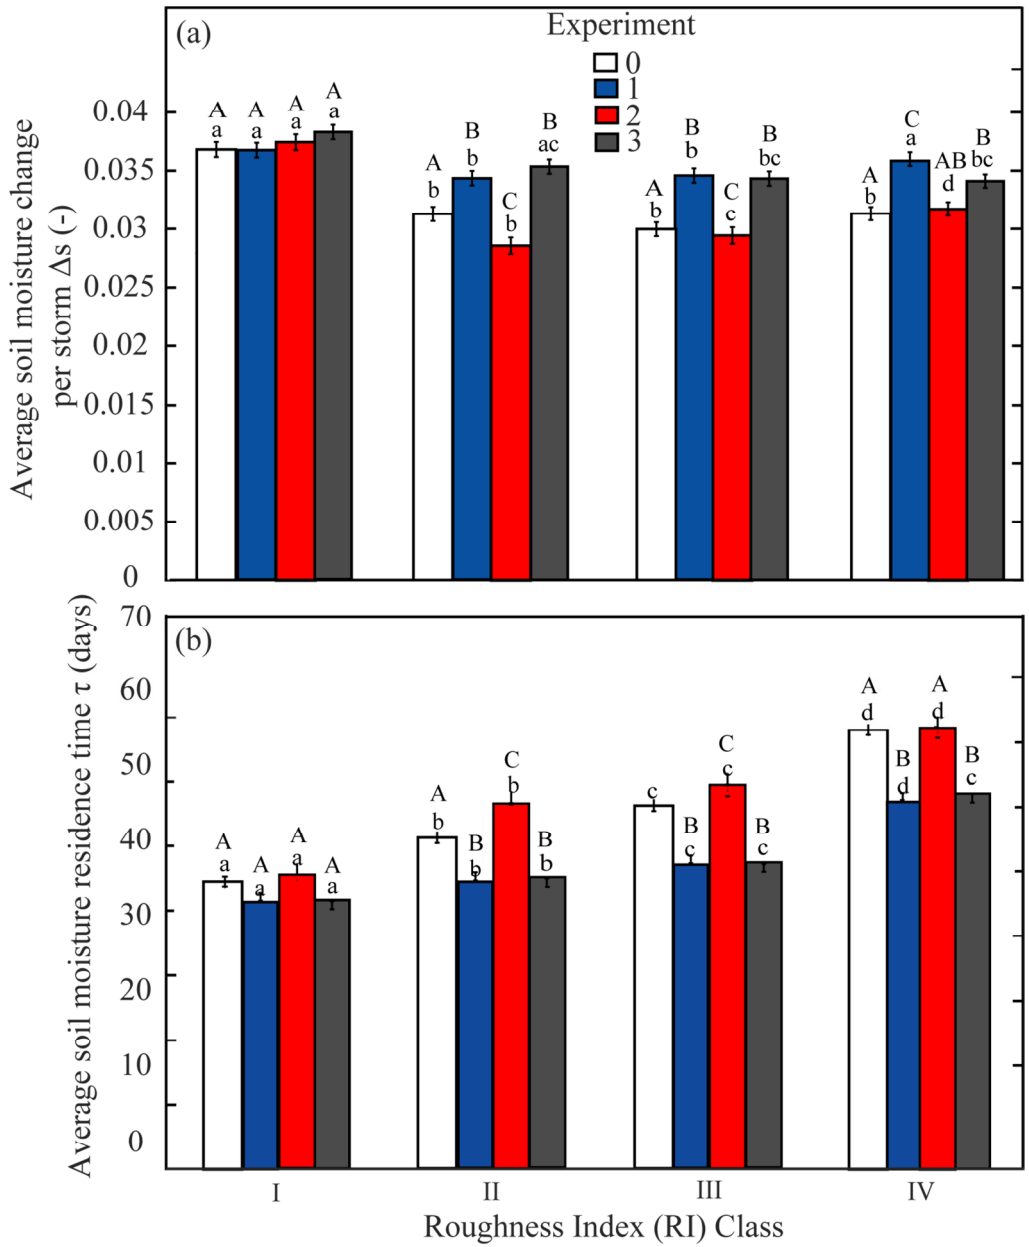 (a)
Experiment
0
1
2
3
Average soil moisture change
per storm Δs (-)
0.04
0.035
0.03
0.025
0.02
0.015
0.01
0.005
0
A A A A
a a a a
A B C B
b b b ac
A B C B
b b c bc
A C AB B
b a d bc
(b)
Average soil moisture residence time τ (days)
70
60
50
40
30
20
10
0
A A A A
a a a a
A B C B
b b b b
B C B
c c c c
A B A B
d d d c
I II III IV
Roughness Index (RI) Class